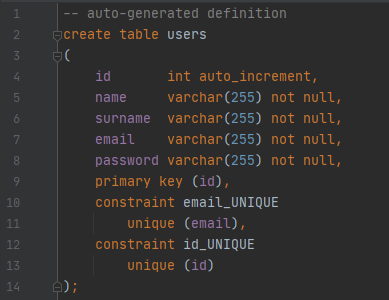 1 -- auto-generated definition
2 create table users
3 (
4     id       int auto_increment,
5     name     varchar(255) not null,
6     surname  varchar(255) not null,
7     email    varchar(255) not null,
8     password varchar(255) not null,
9     primary key (id),
10     constraint email_UNIQUE
11         unique (email),
12     constraint id_UNIQUE
13         unique (id)
14 );